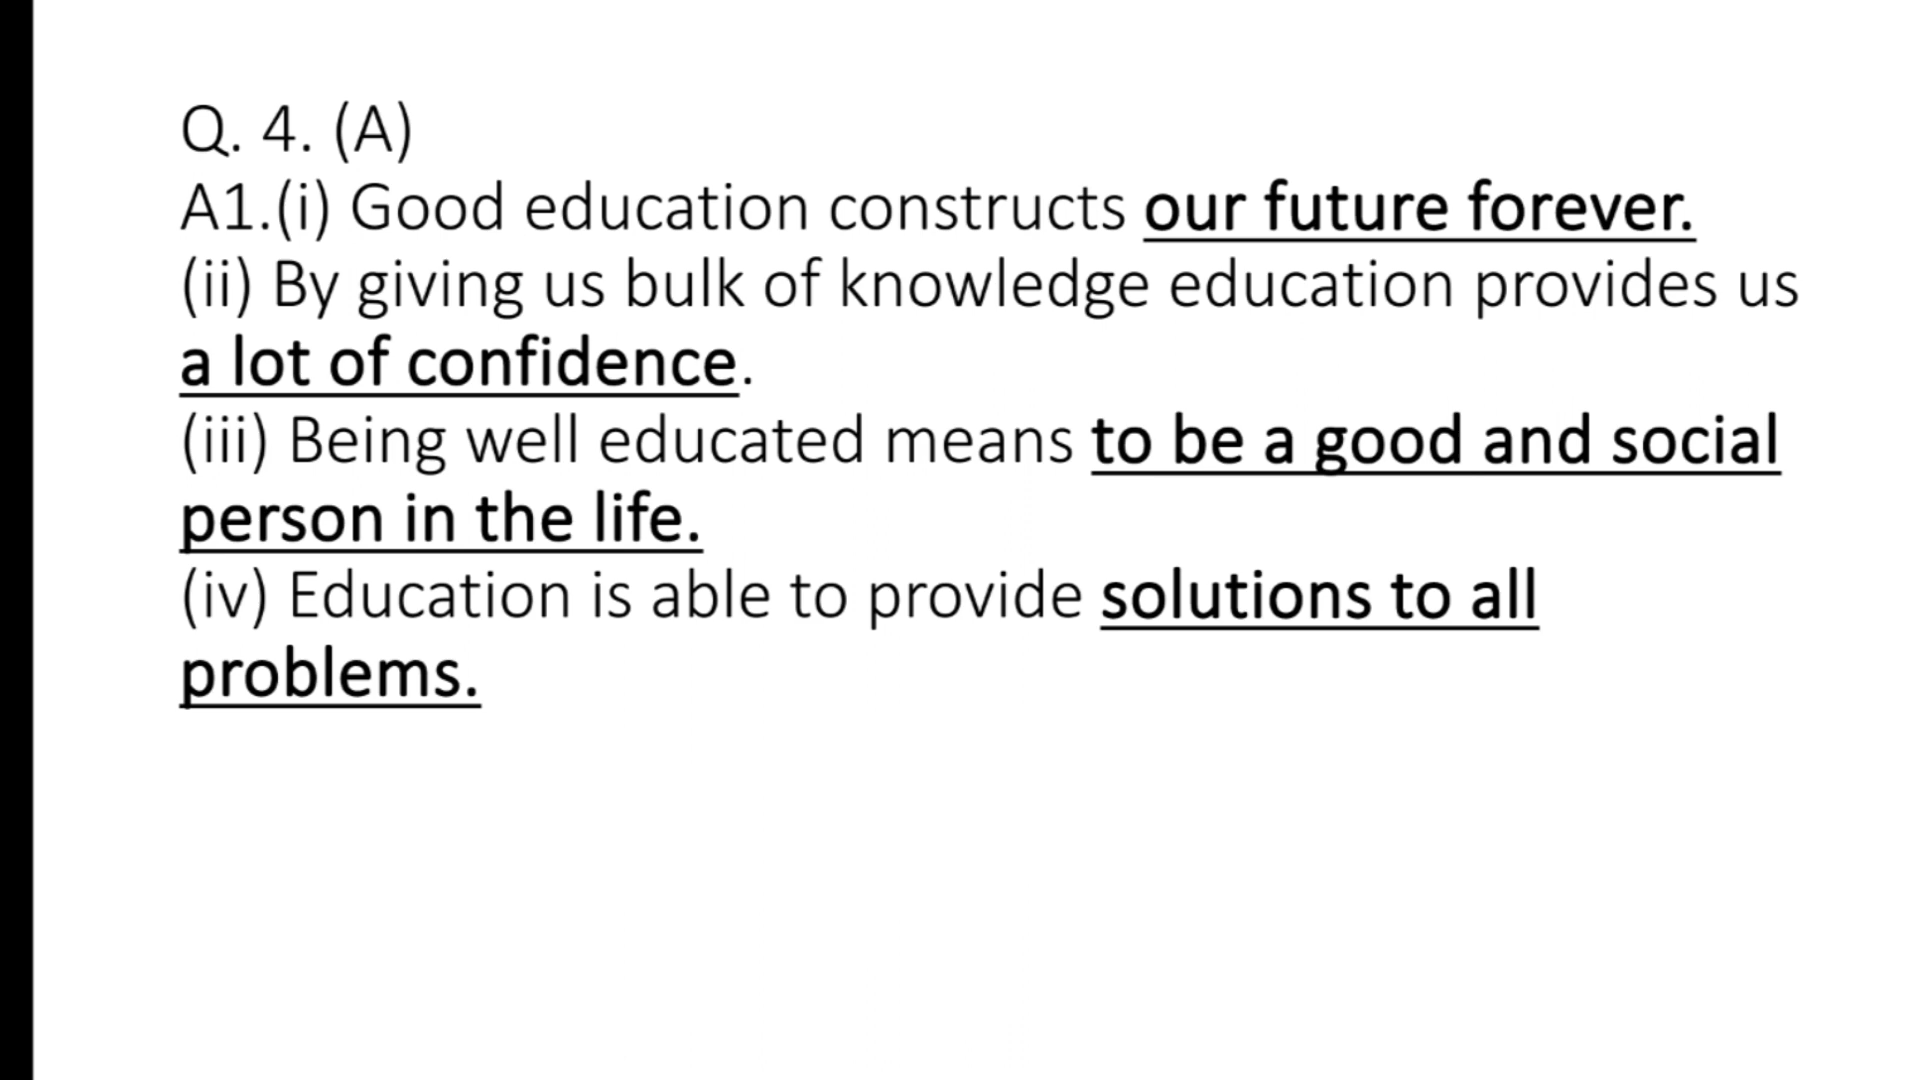 Q. 4. (A)
A1.(i) Good education constructs our future forever.
(ii) By giving us bulk of knowledge education provides us
a lot of confidence.
(iii) Being well educated means to be a good and social
person in the life.
(iv) Education is able to provide solutions to all
problems.